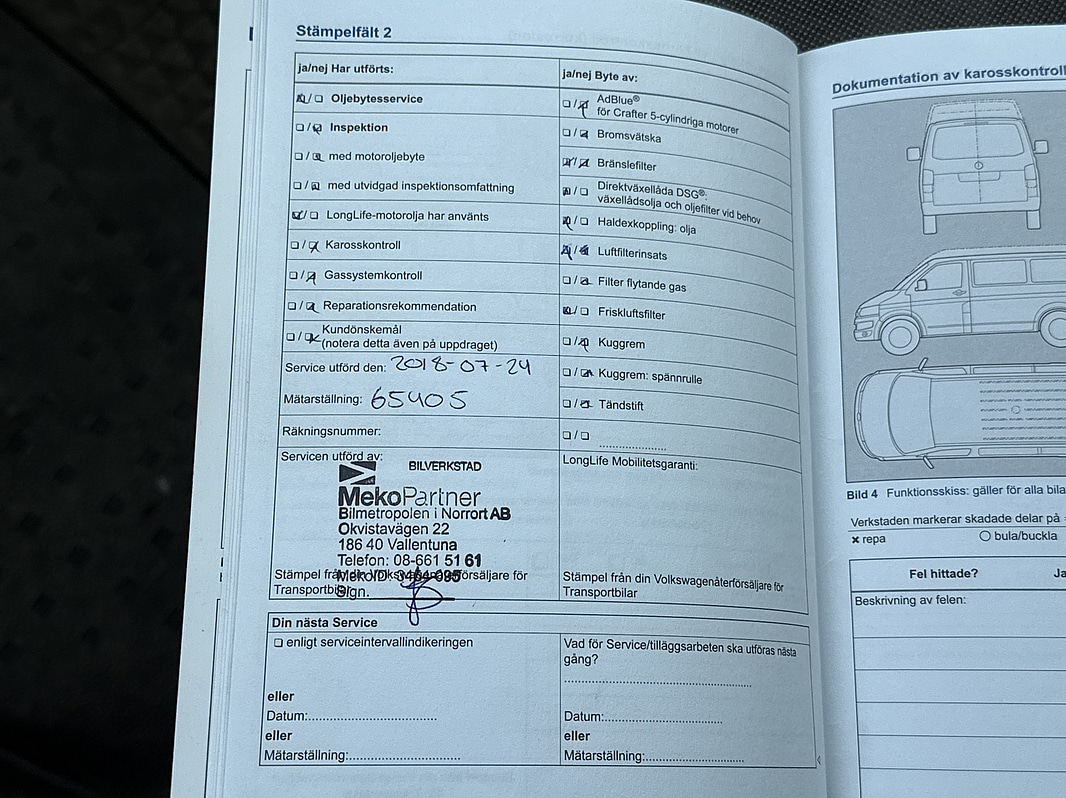 Stämpelfält 2
ja/nej Har utförts:
Oljebytesservice
Inspektion
med motoroljebyte
med utvidgad inspektionsomfattning
LongLife-motorolja har använts
Karosskontroll
Gassystemkontroll
Reparationsrekommendation
Kundönskemål
(notera detta även på uppdraget)
Service utförd den: 2018-07-24
Mätarställning: 65405
Räkningsnummer:
Servicen utförd av:
BILVERKSTAD
MekoPartner
Bilmetropolen i Norrort AB
Okvistavägen 22
186 40 Vallentuna
Telefon: 08-661 51 61
Stämpel från din Volkswagenåterförsäljare för
Transportbilar
Sign.
ja/nej Byte av:
AdBlue®
för Crafter 5-cylindriga motorer
Bromsvätska
Bränslefilter
Direktväxellåda DSG®:
växellådsolja och oljefilter vid behov
Haldexkoppling: olja
Luftfilterinsats
Filter flytande gas
Friskluftsfilter
Kuggrem
Kuggrem: spännrulle
Tändstift
LongLife Mobilitetsgaranti:
Stämpel från din Volkswagenåterförsäljare för
Transportbilar
Din nästa Service
enligt serviceintervallindikeringen
eller
Datum:
eller
Mätarställning:
Vad för Service/tilläggsarbeten ska utföras nästa
gång?
Datum:
eller
Mätarställning:
Dokumentation av karosskontroll
Bild 4 Funktionsskiss: gäller för alla bila
Verkstaden markerar skadade delar på
× repa
○ bula/buckla
Fel hittade?
Ja
Beskrivning av felen: